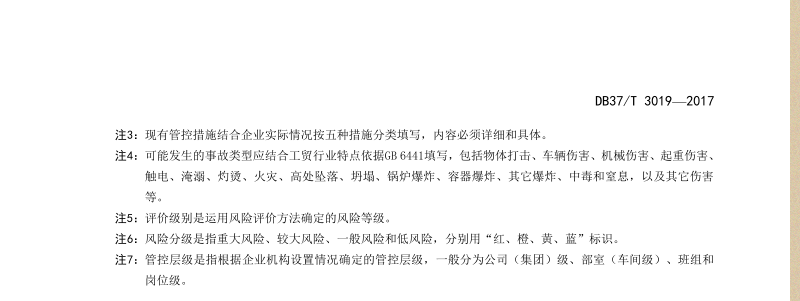 DB37/T 3019—2017
注3：现有管控措施结合企业实际情况按五种措施分类填写，内容必须详细和具体。
注4：可能发生的事故类型应结合工贸行业特点依据GB 6441填写，包括物体打击、车辆伤害、机械伤害、起重伤害、
触电、淹溺、灼烫、火灾、高处坠落、坍塌、锅炉爆炸、容器爆炸、其它爆炸、中毒和窒息，以及其它伤害
等。
注5：评价级别是运用风险评价方法确定的风险等级。
注6：风险分级是指重大风险、较大风险、一般风险和低风险，分别用“红、橙、黄、蓝”标识。
注7：管控层级是指根据企业机构设置情况确定的管控层级，一般分为公司（集团）级、部室（车间级）、班组和
岗位级。